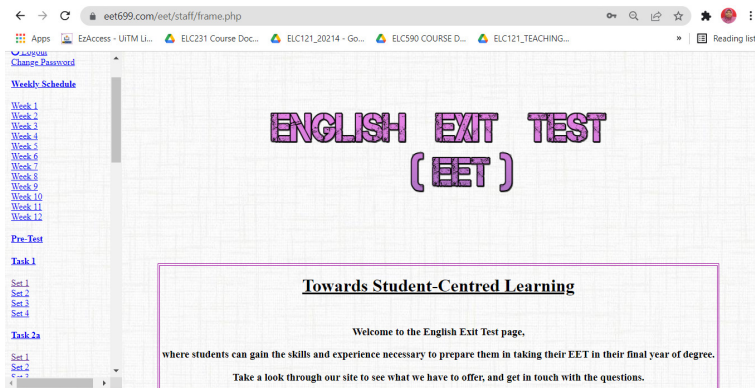 eet699.com/eet/staff/frame.php
Apps EzAccess - UiTM Li... ELC231 Course Doc... ELC121_20214 - Go... ELC590 COURSE D... ELC121_TEACHING... » Reading list
Logout
Change Password
Weekly Schedule
Week 1
Week 2
Week 3
Week 4
Week 5
Week 6
Week 7
Week 8
Week 9
Week 10
Week 11
Week 12
Pre-Test
Task 1
Set 1
Set 2
Set 3
Set 4
Task 2a
Set 1
Set 2
Set 3
ENGLISH EXIT TEST
(EET)
Towards Student-Centred Learning
Welcome to the English Exit Test page,
where students can gain the skills and experience necessary to prepare them in taking their EET in their final year of degree.
Take a look through our site to see what we have to offer, and get in touch with the questions.